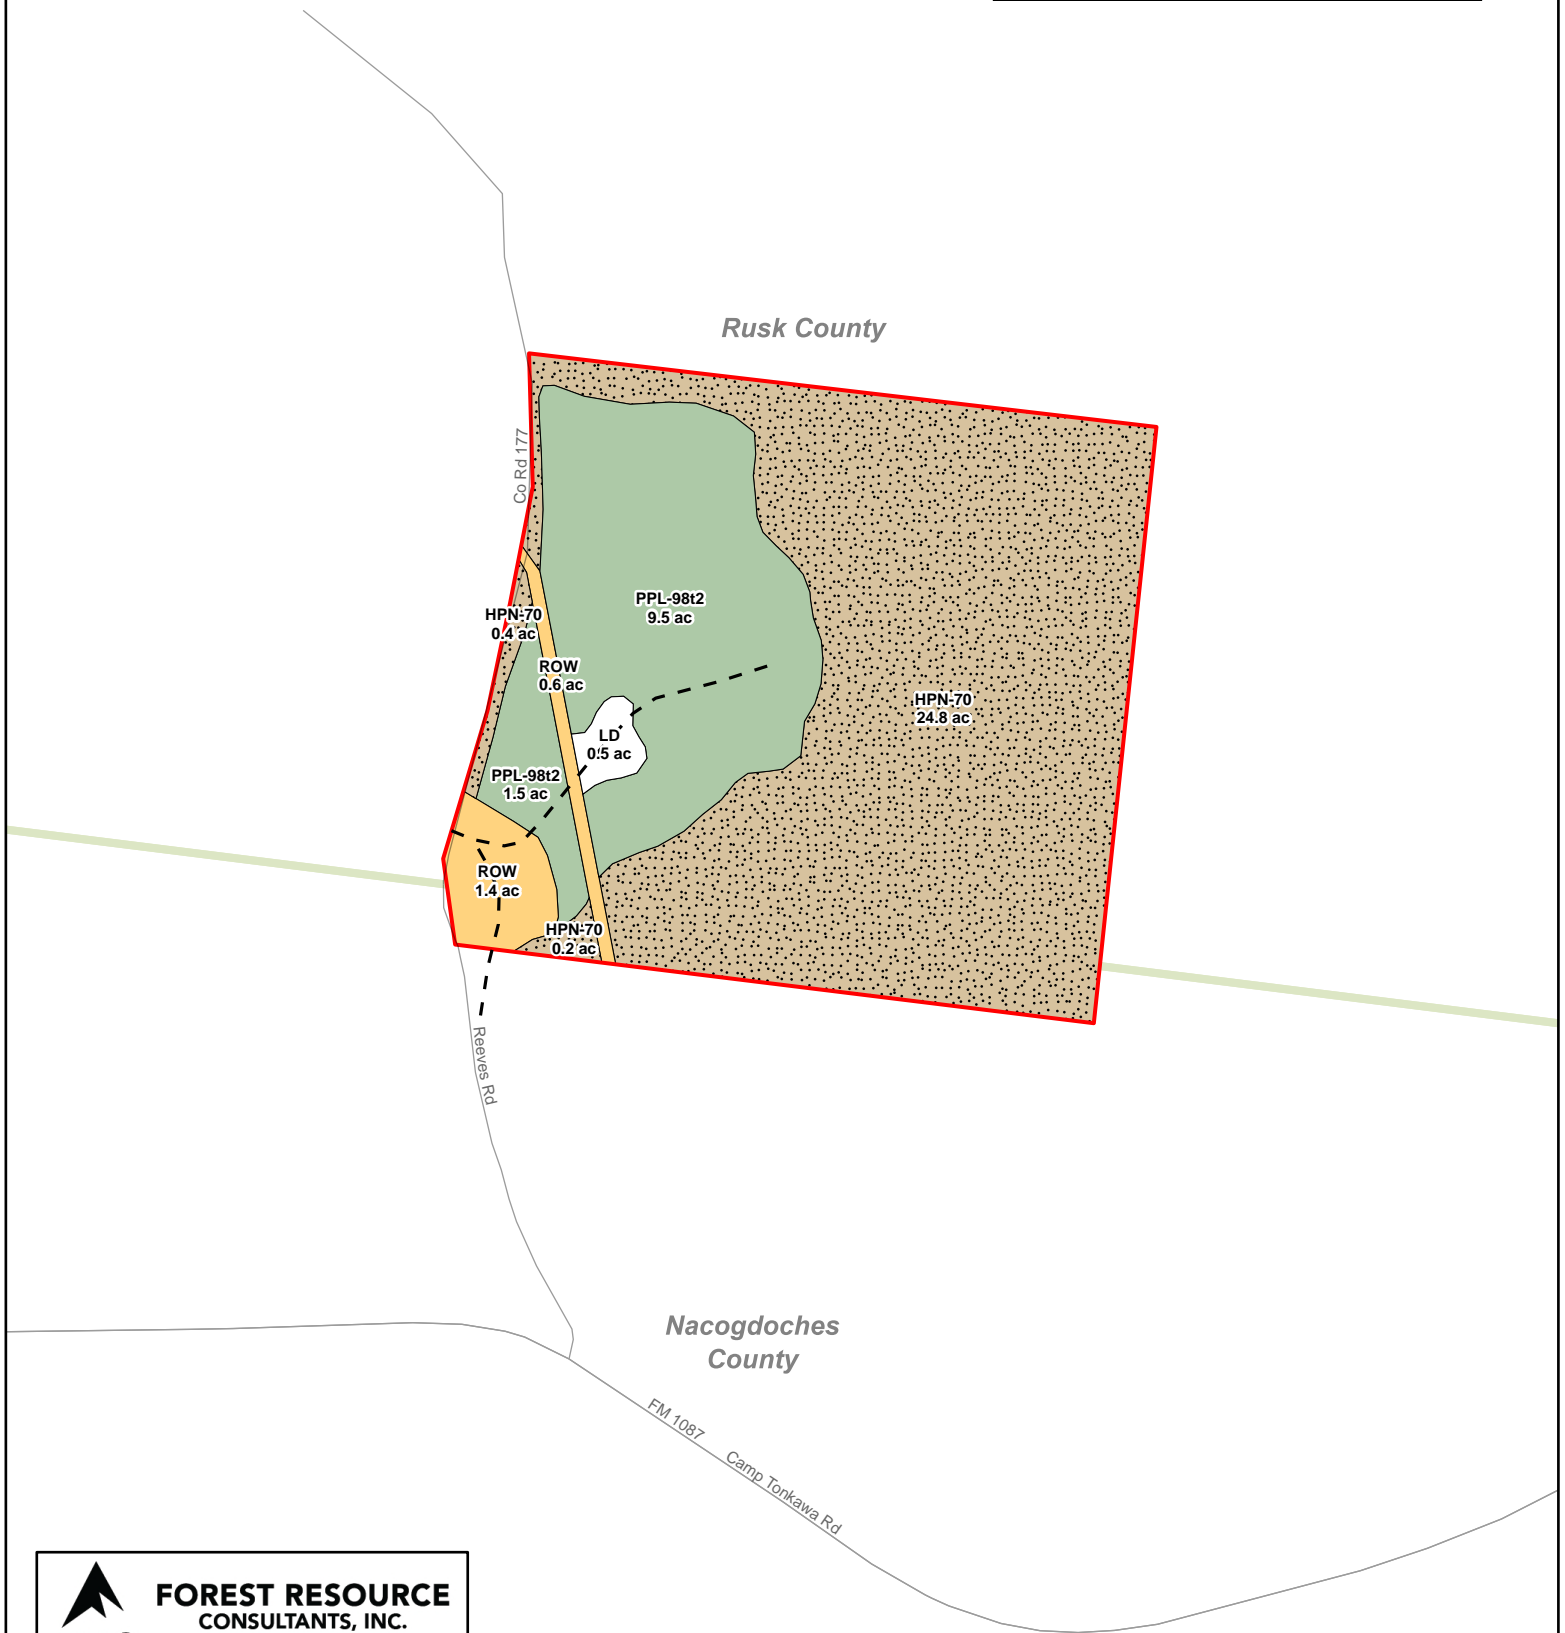 Rusk County
Co Rd 177
PPL-98t2
9.5 ac
HPN-70
0.4 ac
ROW
0.6 ac
HPN-70
24.8 ac
LD
0.5 ac
PPL-98t2
1.5 ac
ROW
1.4 ac
HPN-70
0.2 ac
Reeves Rd
Nacogdoches
County
FM 1087
Camp Tonkawa Rd
FOREST RESOURCE
CONSULTANTS, INC.